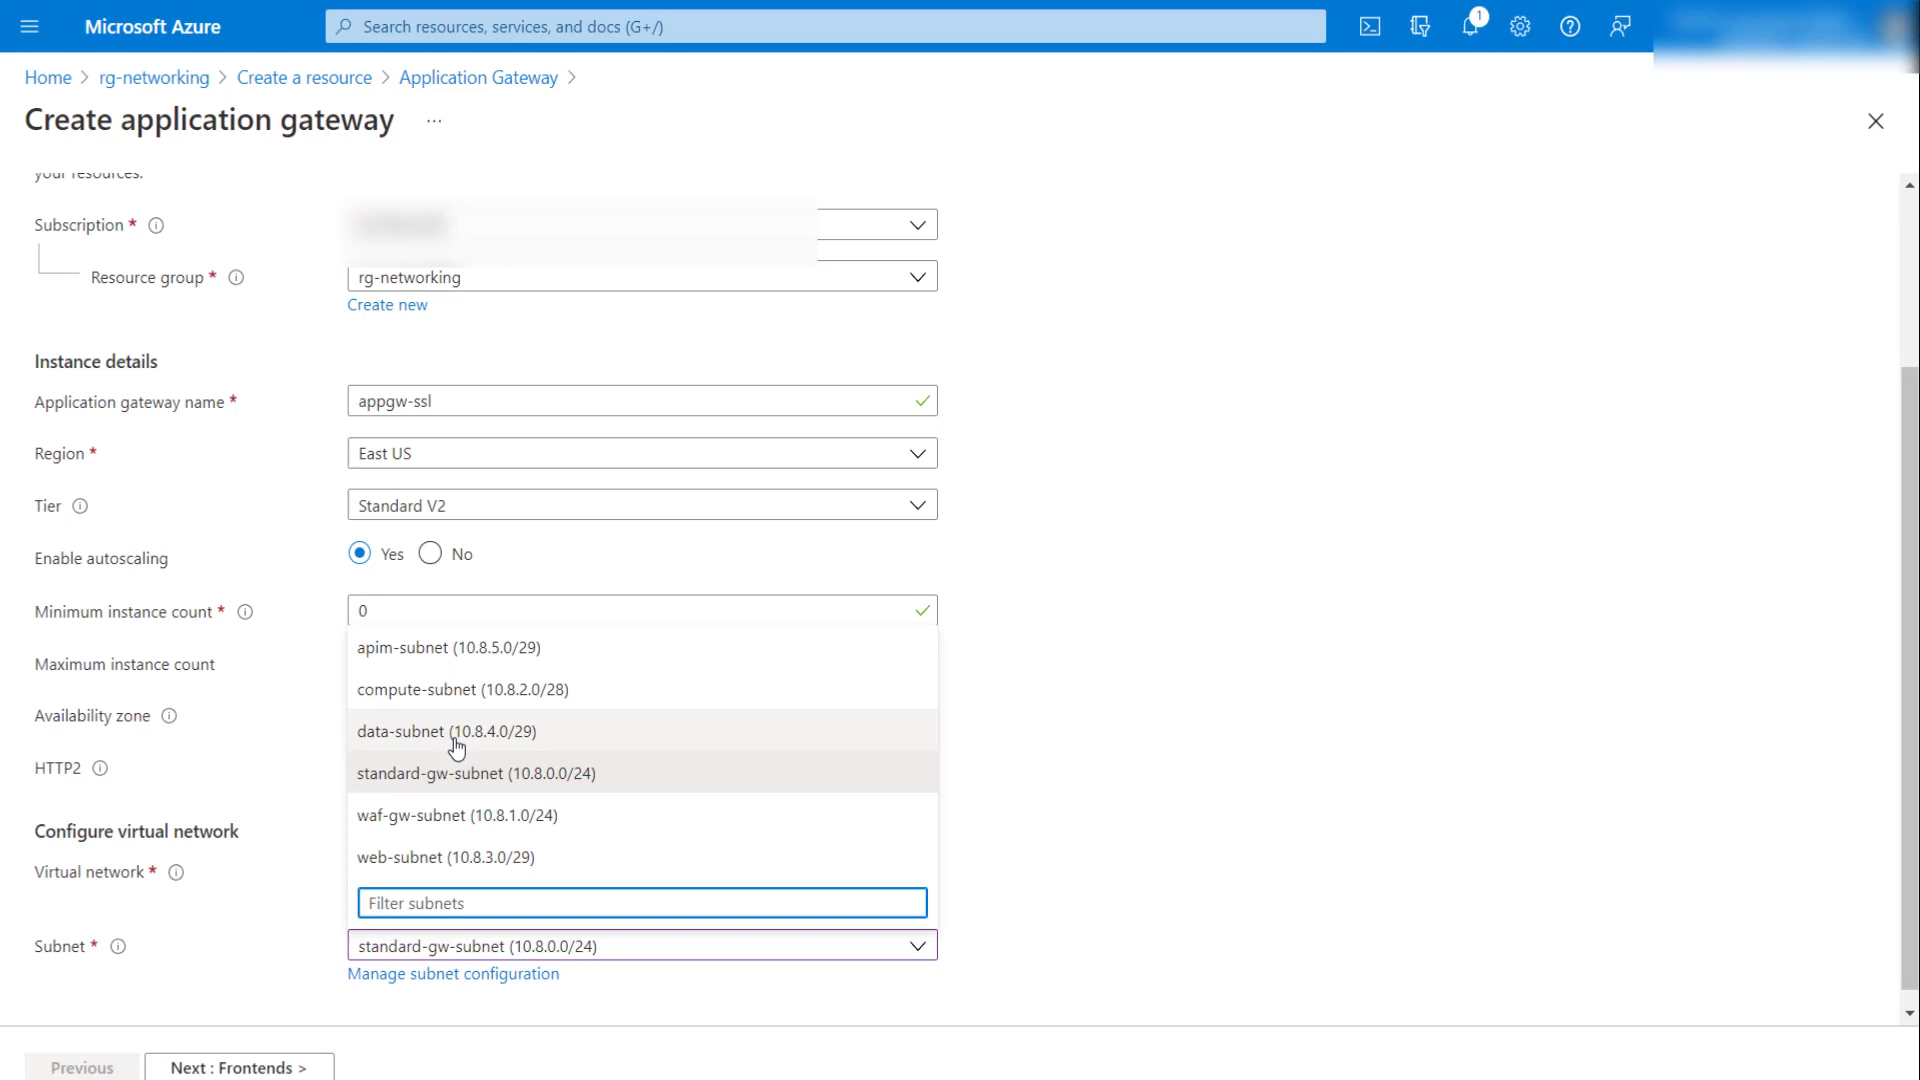 Microsoft Azure
Search resources, services, and docs (G+/)
1
Home > rg-networking > Create a resource > Application Gateway >
Create application gateway ...
your resources.
Subscription *
Resource group *
rg-networking
Create new
Instance details
Application gateway name *
appgw-ssl
Region *
East US
Tier
Standard V2
Enable autoscaling
Yes
No
Minimum instance count *
0
Maximum instance count
Availability zone
HTTP2
apim-subnet (10.8.5.0/29)
compute-subnet (10.8.2.0/28)
data-subnet (10.8.4.0/29)
standard-gw-subnet (10.8.0.0/24)
waf-gw-subnet (10.8.1.0/24)
web-subnet (10.8.3.0/29)
Filter subnets
Configure virtual network
Virtual network *
Subnet *
standard-gw-subnet (10.8.0.0/24)
Manage subnet configuration
Previous
Next : Frontends >